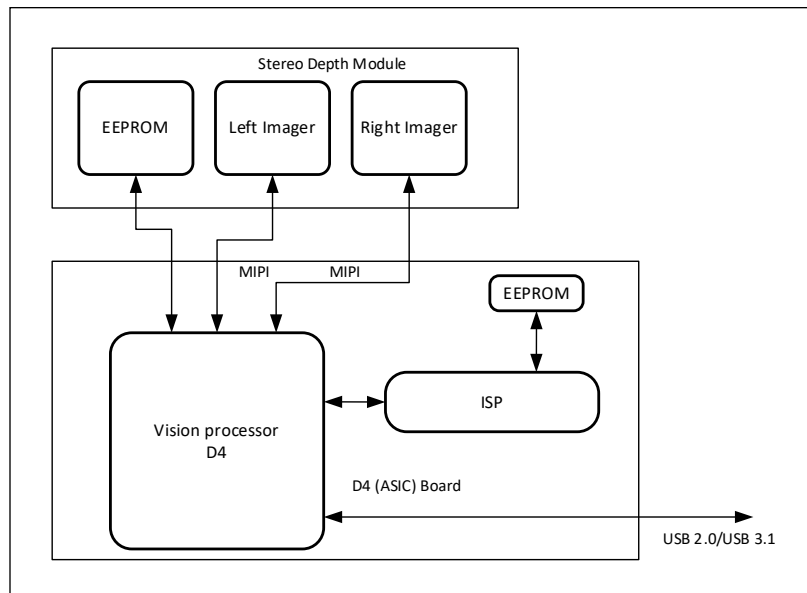 Stereo Depth Module
EEPROM
Left Imager
Right Imager
MIPI
MIPI
EEPROM
ISP
Vision processor
D4
D4 (ASIC) Board
USB 2.0/USB 3.1